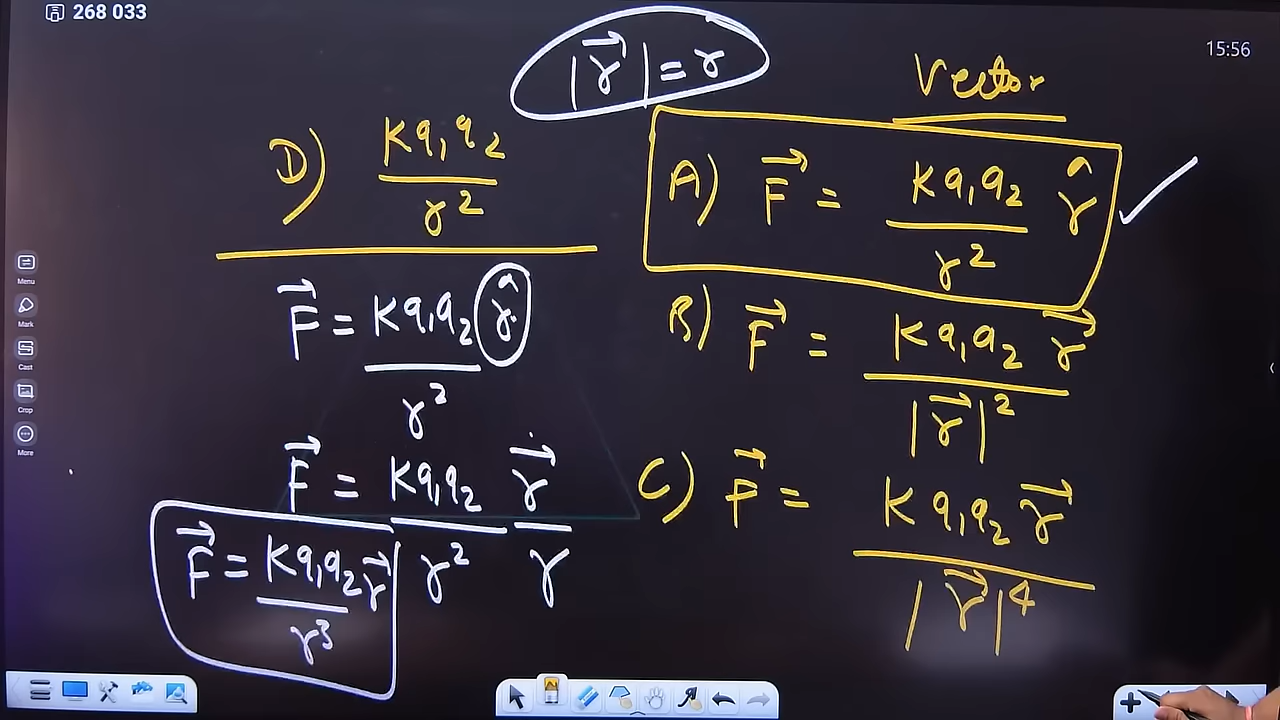 268 033
15:56
|r⃗| = r
Vector
D) Kq₁q₂ / r²
A) F⃗ = Kq₁q₂ / r² r̂
F⃗ = Kq₁q₂ r̂ / r²
B) F⃗ = Kq₁q₂ r⃗ / |r⃗|²
F⃗ = Kq₁q₂ / r² r⃗ / r
C) F⃗ = Kq₁q₂ r⃗ / |r⃗|⁴
F⃗ = Kq₁q₂ r⃗ / r³
Menu
Mark
Cast
Crop
More